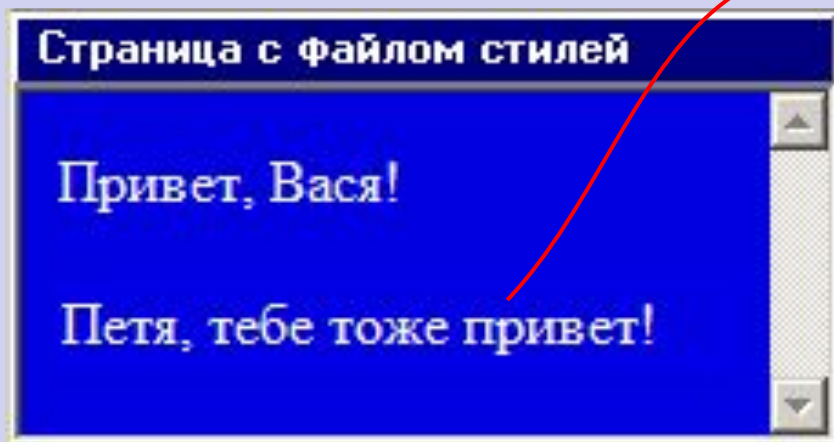 Страница с файлом стилей
Привет, Вася!
Петя, тебе тоже привет!